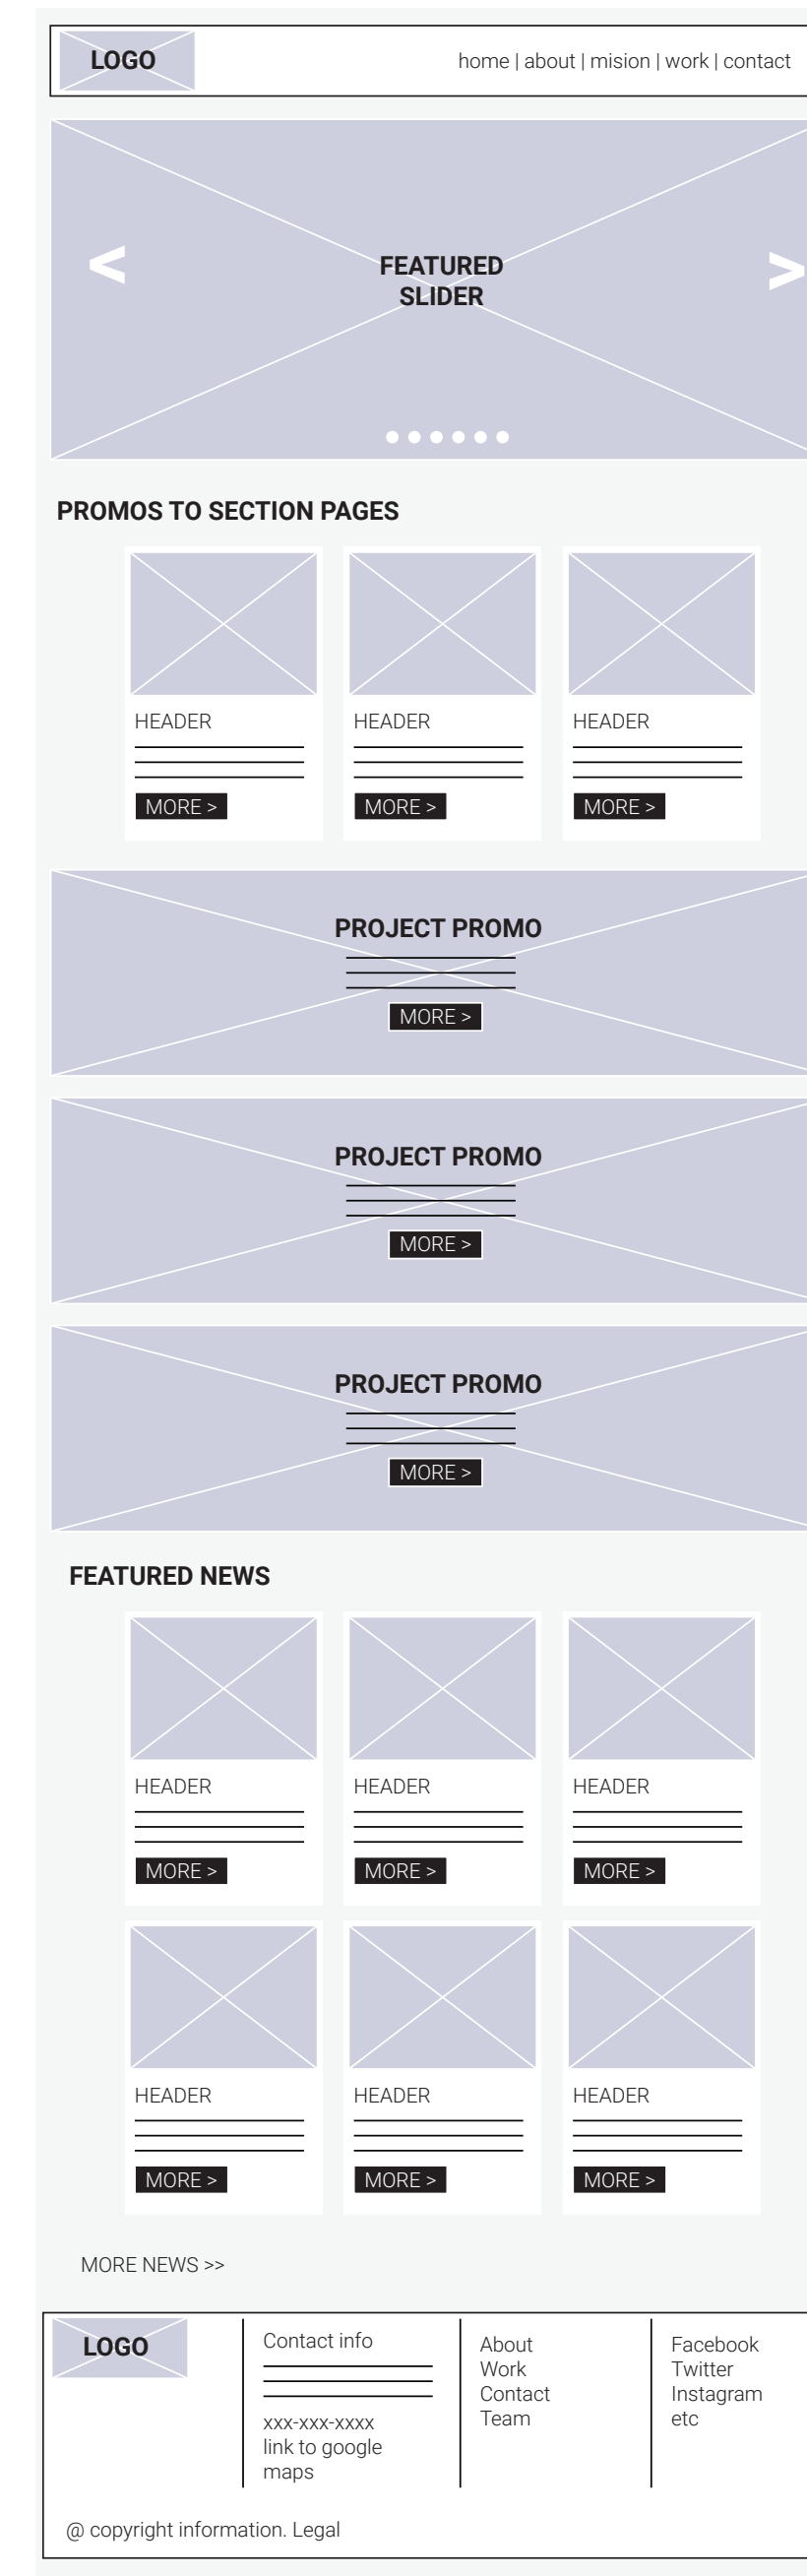 LOGO
home | about | mision | work | contact
<
FEATURED
SLIDER
>
PROMOS TO SECTION PAGES
HEADER
MORE >
HEADER
MORE >
HEADER
MORE >
PROJECT PROMO
MORE >
PROJECT PROMO
MORE >
PROJECT PROMO
MORE >
FEATURED NEWS
HEADER
MORE >
HEADER
MORE >
HEADER
MORE >
HEADER
MORE >
HEADER
MORE >
HEADER
MORE >
MORE NEWS >>
LOGO
Contact info
xxx-xxx-xxxx
link to google
maps
About
Work
Contact
Team
Facebook
Twitter
Instagram
etc
@ copyright information. Legal